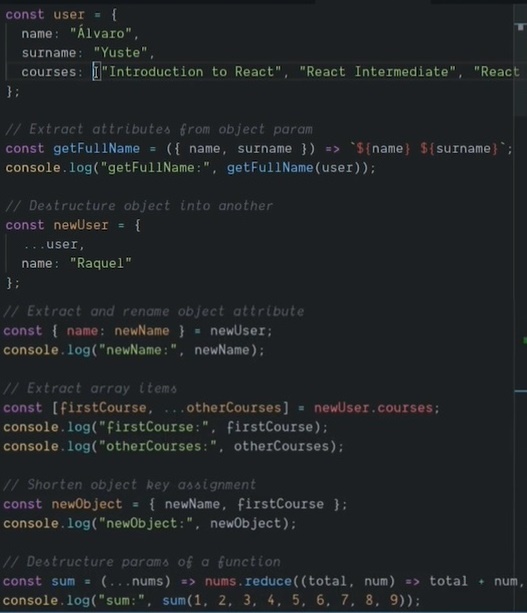 const user = {
name: "Álvaro",
surname: "Yuste",
courses: ["Introduction to React", "React Intermediate", "React
};
// Extract attributes from object param
const getFullName = ({ name, surname }) => `${name} ${surname}`;
console.log("getFullName:", getFullName(user));
// Destructure object into another
const newUser = {
...user,
name: "Raquel"
};
// Extract and rename object attribute
const { name: newName } = newUser;
console.log("newName:", newName);
// Extract array items
const [firstCourse, ...otherCourses] = newUser.courses;
console.log("firstCourse:", firstCourse);
console.log("otherCourses:", otherCourses);
// Shorten object key assignment
const newObject = { newName, firstCourse };
console.log("newObject:", newObject);
// Destructure params of a function
const sum = (...nums) => nums.reduce((total, num) => total + num,
console.log("sum:", sum(1, 2, 3, 4, 5, 6, 7, 8, 9));